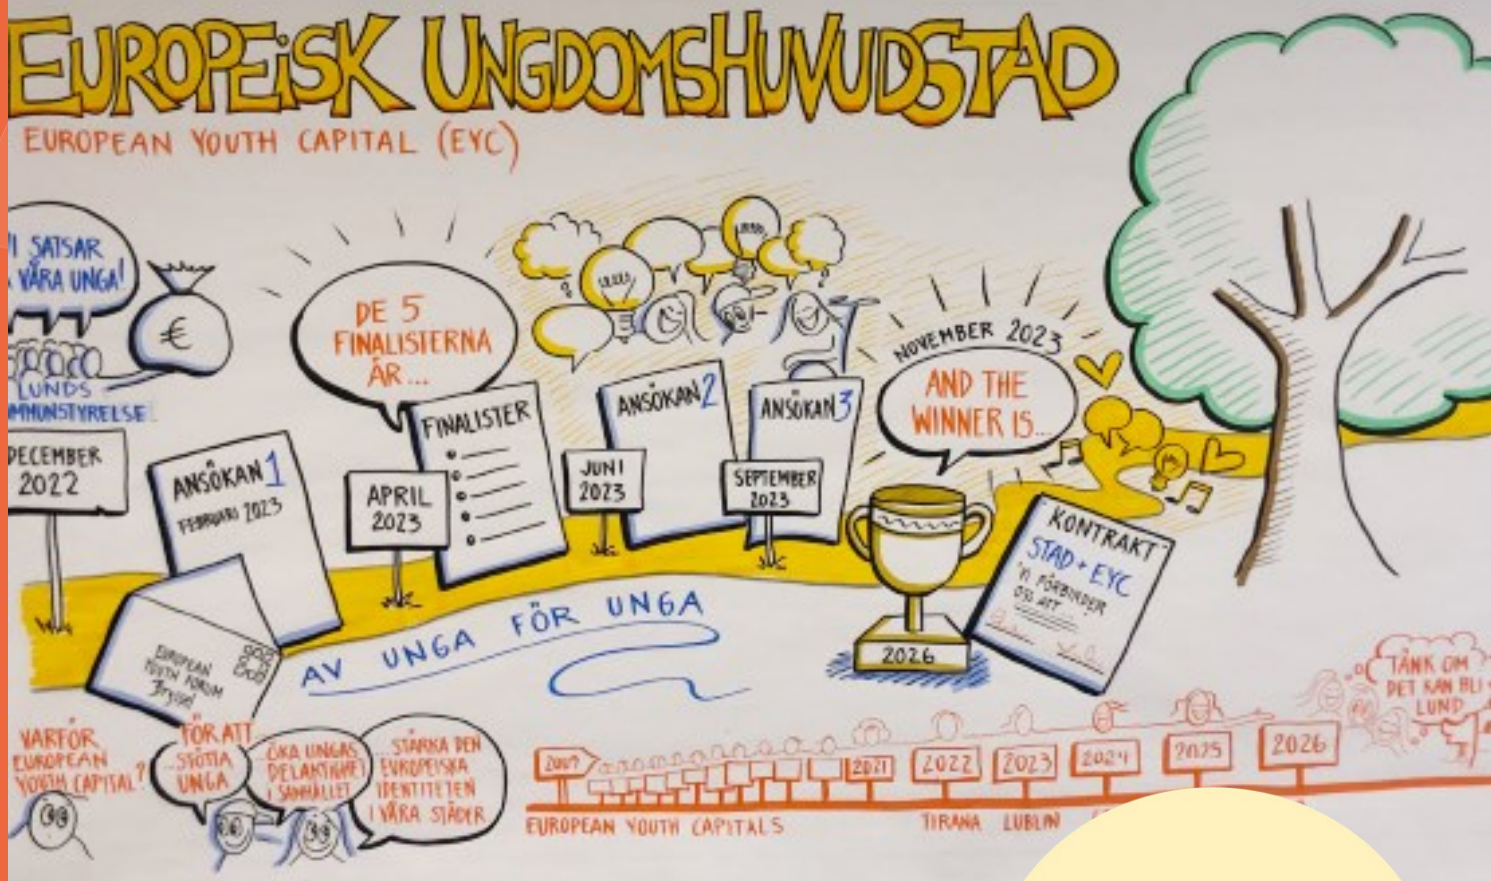 EUROPEISK UNGDOMSHUVUDSTAD
EUROPEAN YOUTH CAPITAL (EYC)
VI SATSAR
VÅRA UNGA!
€
LUNDS
MMUNSTYRELSE
DECEMBER
2022
ANSÖKAN 1
FEBRUARI 2023
EUROPEAN
YOUTH FORUM
Bryssel
DE 5
FINALISTERNA
ÄR...
FINALISTER
APRIL
2023
ANSÖKAN 2
JUNI
2023
ANSÖKAN 3
SEPTEMBER
2023
NOVEMBER 2023
AND THE
WINNER IS...
2026
KONTRAKT
STAD + EYC
"VI FÖRBINDER
OSS ATT
AV UNGA FÖR UNGA
VARFÖR
EUROPEAN
YOUTH CAPITAL?
FÖR ATT
...STÖTTA
UNGA
...ÖKA UNGAS
DELAKTIGHET
I SAMHÄLLET
...STÄRKA DEN
EUROPEISKA
IDENTITETEN
I VÅRA STÄDER
2009
2021
2022
2023
2024
2025
2026
TÄNK OM
DET KAN BLI
LUND
EUROPEAN YOUTH CAPITALS
TIRANA
LUBLIN